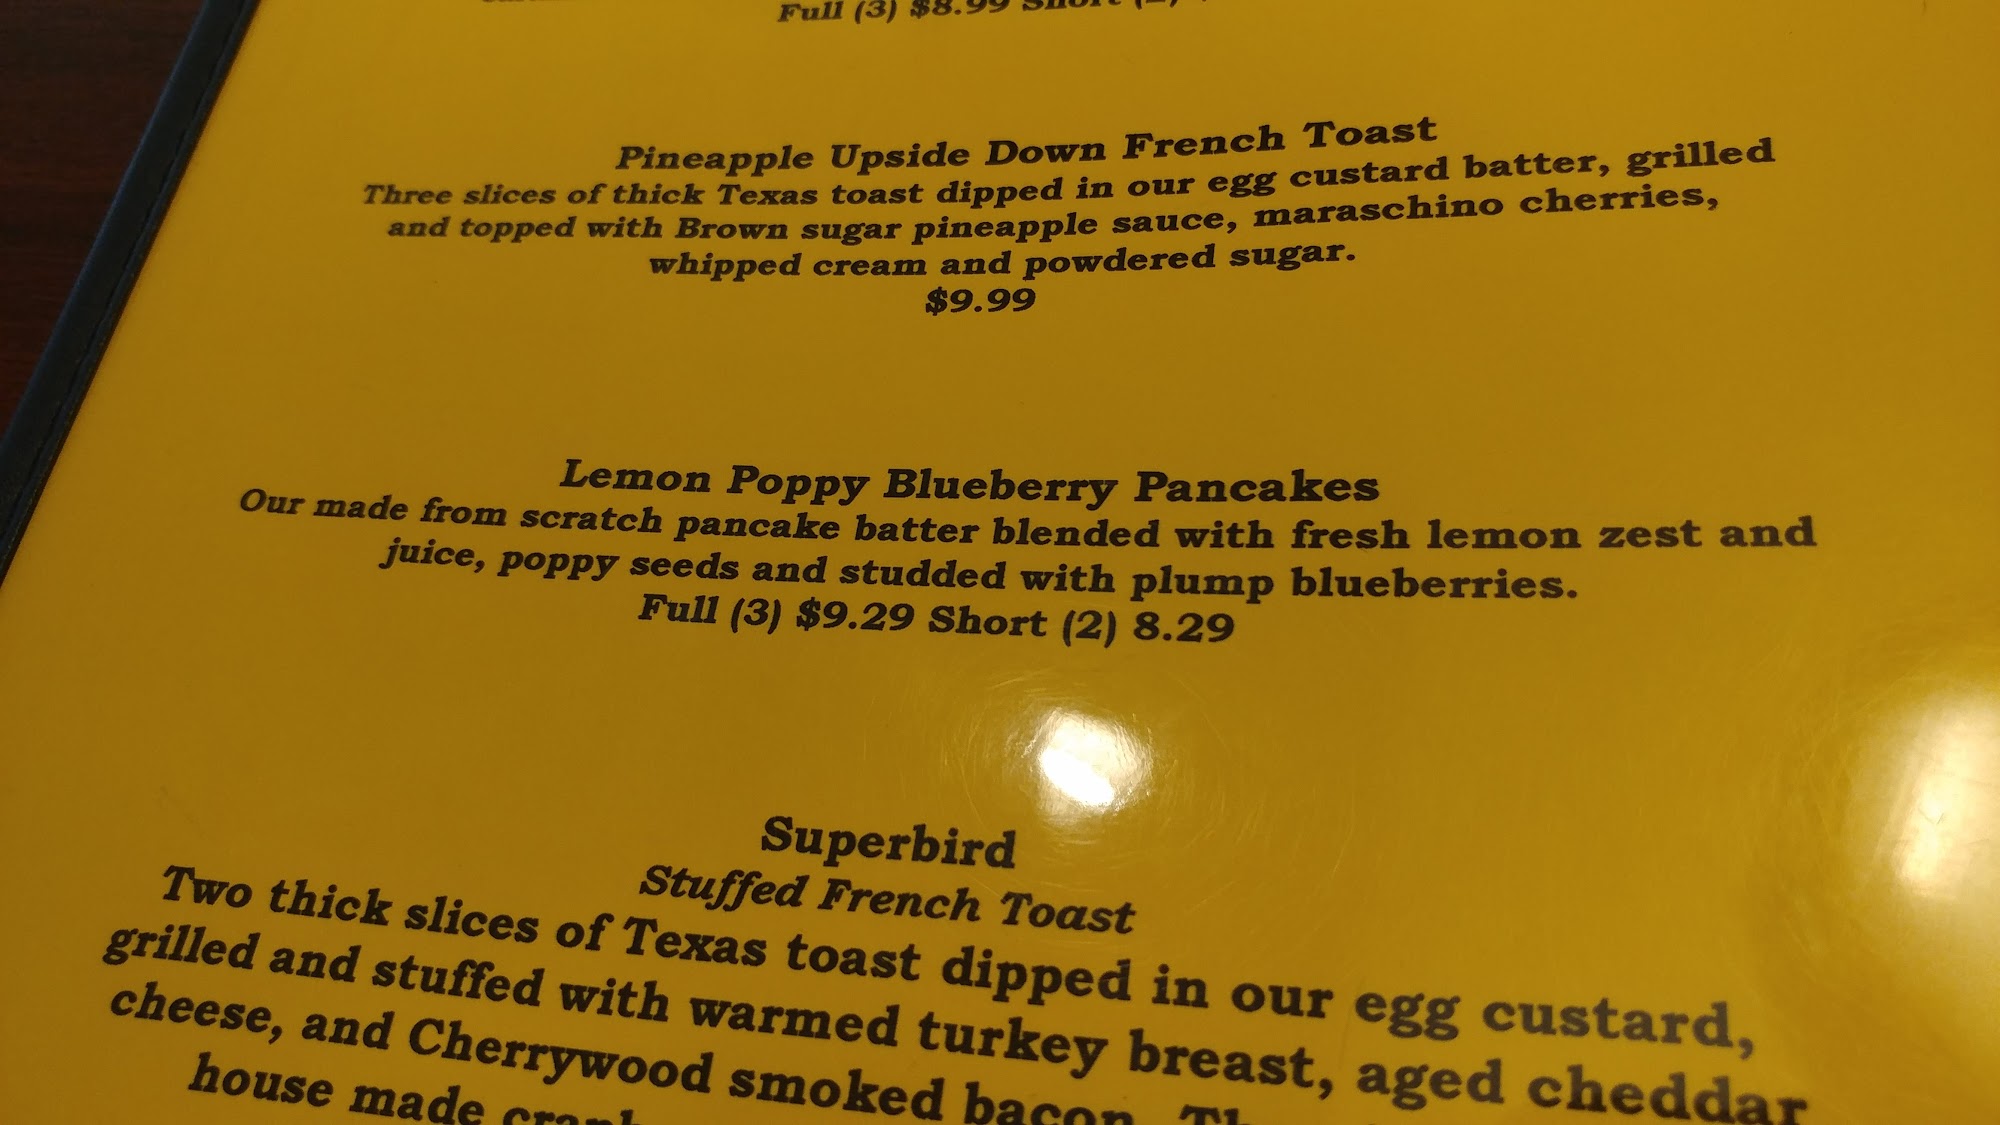 Full (3) $8.99 Short
Pineapple Upside Down French Toast
Three slices of thick Texas toast dipped in our egg custard batter, grilled
and topped with Brown sugar pineapple sauce, maraschino cherries,
whipped cream and powdered sugar.
$9.99
Lemon Poppy Blueberry Pancakes
Our made from scratch pancake batter blended with fresh lemon zest and
juice, poppy seeds and studded with plump blueberries.
Full (3) $9.29 Short (2) 8.29
Superbird
Stuffed French Toast
Two thick slices of Texas toast dipped in our egg custard,
grilled and stuffed with warmed turkey breast, aged cheddar
cheese, and Cherrywood smoked bacon.
house made